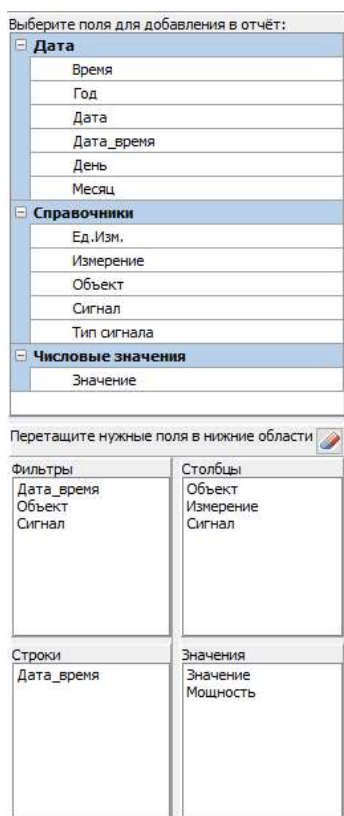 Выберите поля для добавления в отчёт:
Дата
Время
Год
Дата
Дата_время
День
Месяц
Справочники
Ед.Изм.
Измерение
Объект
Сигнал
Тип сигнала
Числовые значения
Значение
Перетащите нужные поля в нижние области
Фильтры
Дата_время
Объект
Сигнал
Столбцы
Объект
Измерение
Сигнал
Строки
Дата_время
Значения
Значение
Мощность